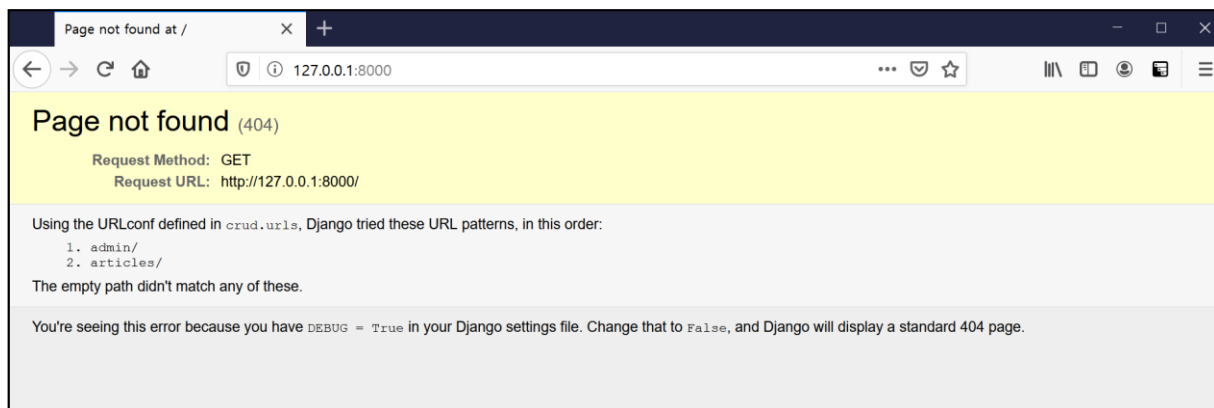 Page not found at /
127.0.0.1:8000
Page not found (404)
Request Method: GET
Request URL: http://127.0.0.1:8000/
Using the URLconf defined in crud.urls, Django tried these URL patterns, in this order:
1. admin/
2. articles/
The empty path didn't match any of these.
You're seeing this error because you have DEBUG = True in your Django settings file. Change that to False, and Django will display a standard 404 page.